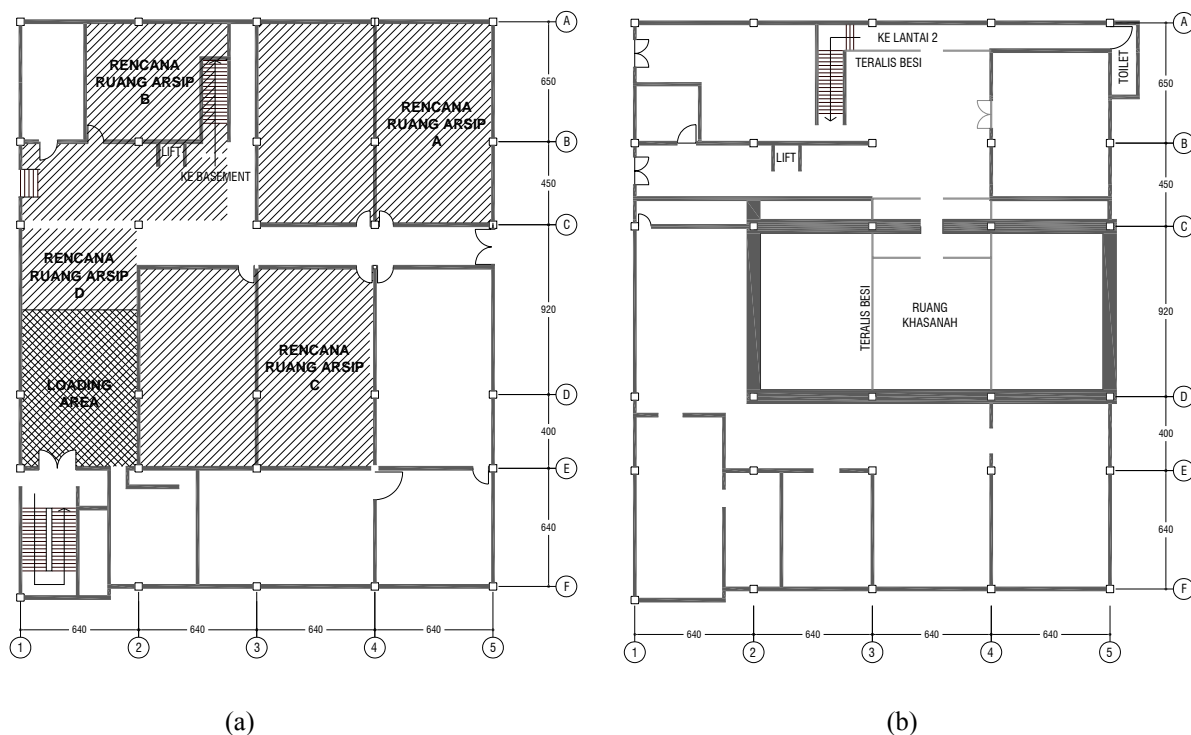 RENCANA
RUANG ARSIP
B
LIFT
KE BASEMENT
RENCANA
RUANG ARSIP
A
RENCANA
RUANG ARSIP
D
LOADING
AREA
RENCANA
RUANG ARSIP
C
A
650
B
450
C
920
D
400
E
640
F
640
640
640
640
1
2
3
4
5
(a)
KE LANTAI 2
TERALIS BESI
TOILET
LIFT
TERALIS BESI
RUANG
KHASANAH
A
650
B
450
C
920
D
400
E
640
F
640
640
640
640
1
2
3
4
5
(b)